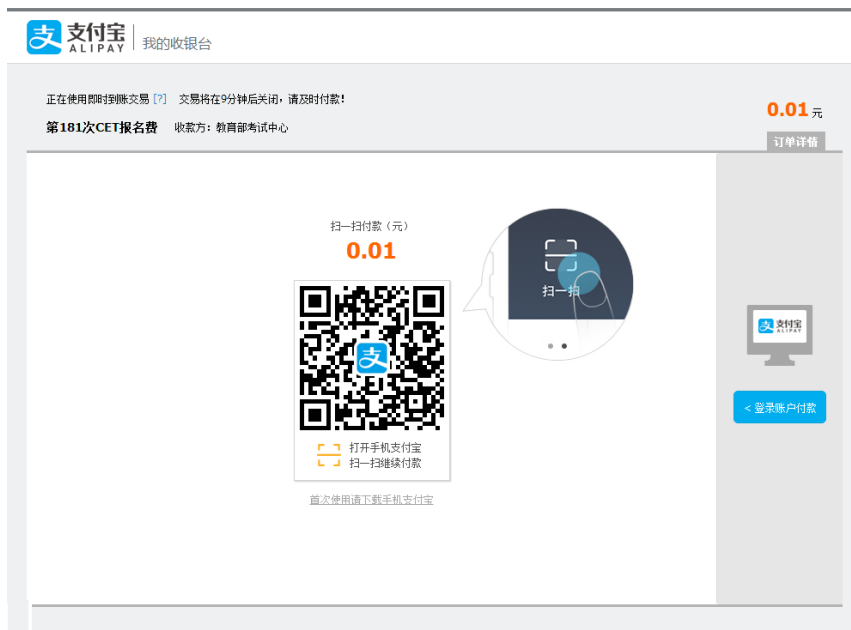 支付宝
ALIPAY
我的收银台
正在使用即时到账交易 [?] 交易将在9分钟后关闭，请及时付款！
0.01 元
第181次CET报名费 收款方：教育部考试中心
订单详情
扫一扫付款（元）
0.01
扫一扫
支付宝
ALIPAY
< 登录账户付款
打开手机支付宝
扫一扫继续付款
首次使用请下载手机支付宝